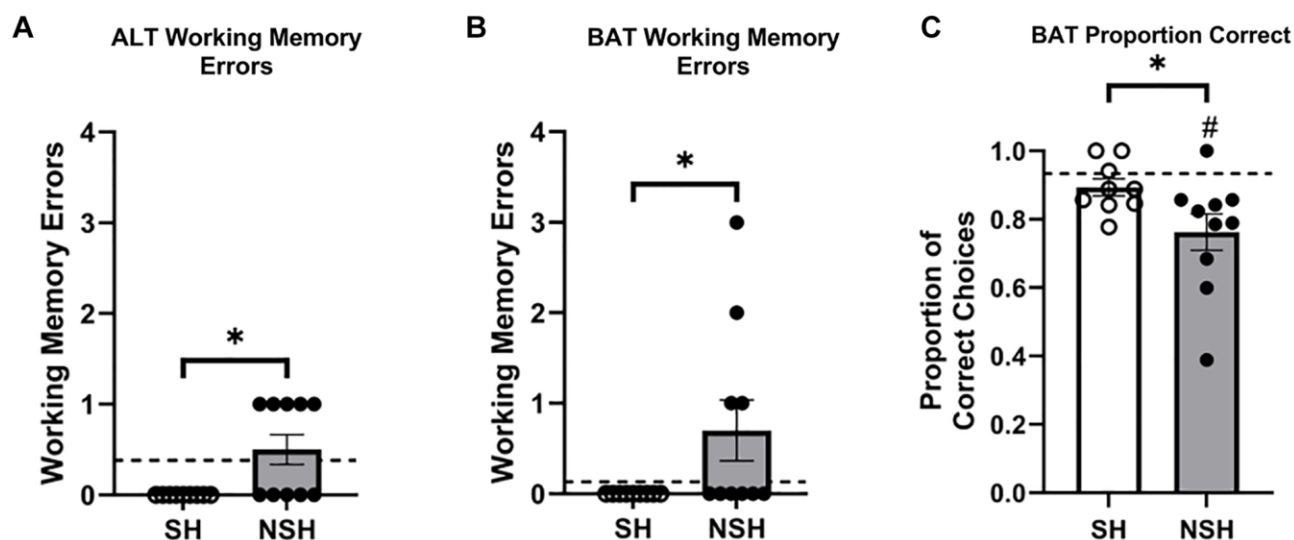 A
ALT Working Memory
Errors
Working Memory Errors
4
3
2
1
0
*
SH
NSH
B
BAT Working Memory
Errors
Working Memory Errors
4
3
2
1
0
*
SH
NSH
C
BAT Proportion Correct
Proportion of
Correct Choices
1.0
0.8
0.6
0.4
0.2
0.0
*
#
SH
NSH